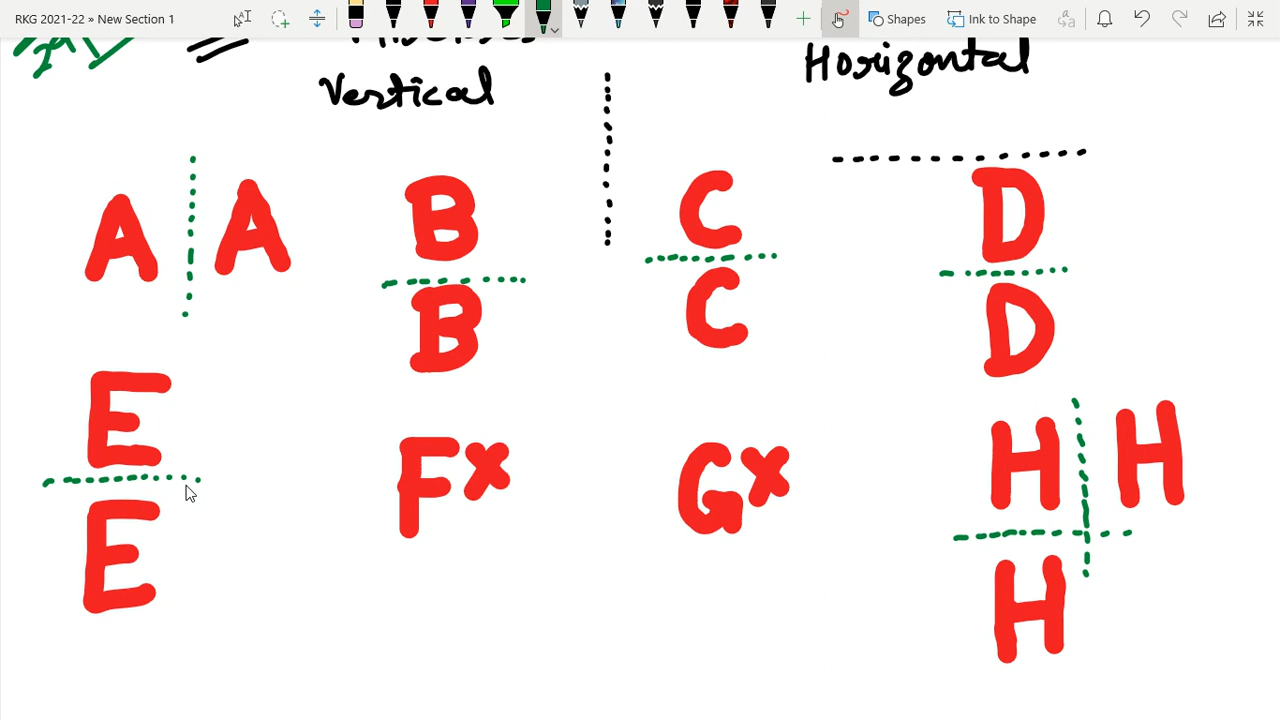 RKG 2021-22 » New Section 1
Shapes
Ink to Shape
Vertical
Horizontal
A A B C D
B C D
E F x G x H H
E H